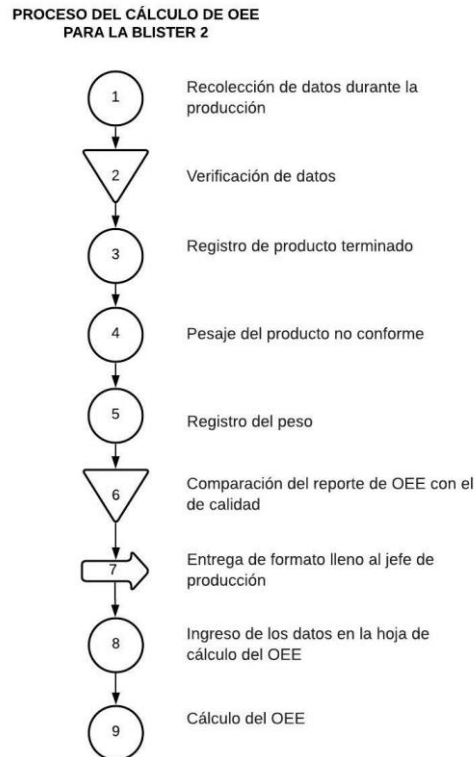 PROCESO DEL CÁLCULO DE OEE
PARA LA BLISTER 2
1
Recolección de datos durante la
producción
2
Verificación de datos
3
Registro de producto terminado
4
Pesaje del producto no conforme
5
Registro del peso
6
Comparación del reporte de OEE con el
de calidad
7
Entrega de formato lleno al jefe de
producción
8
Ingreso de los datos en la hoja de
cálculo del OEE
9
Cálculo del OEE